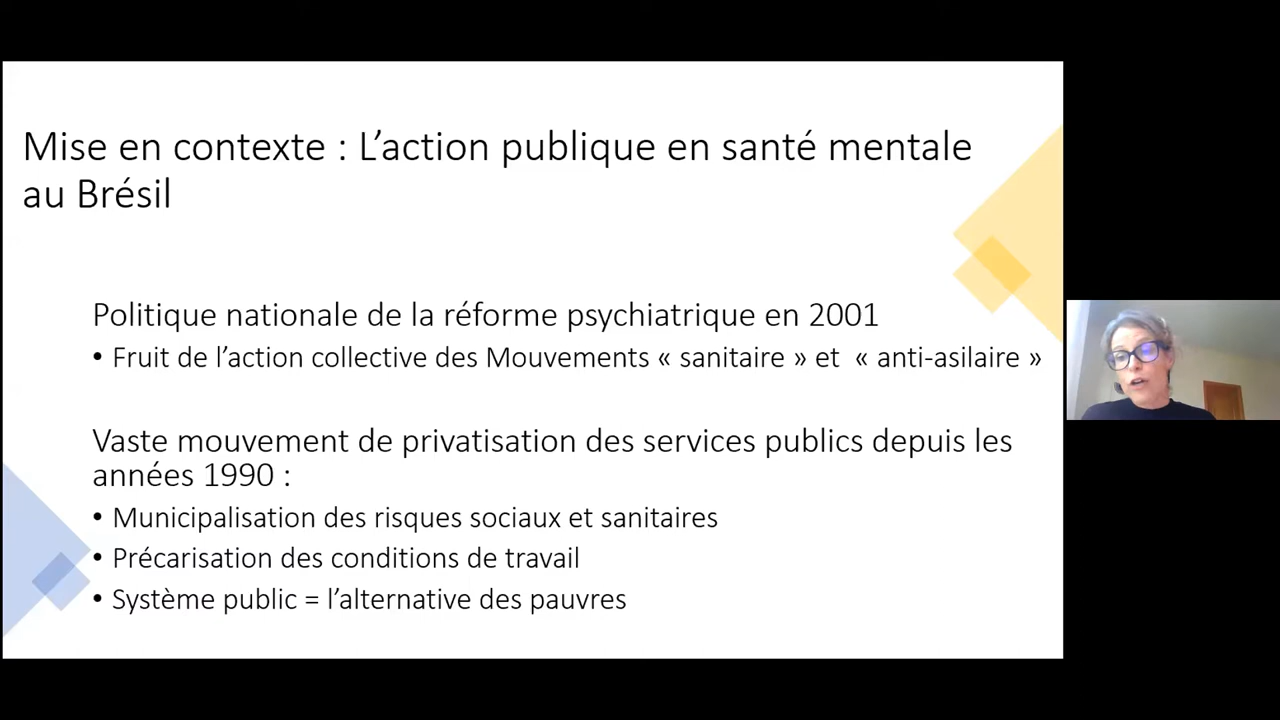 Mise en contexte : L’action publique en santé mentale
au Brésil
Politique nationale de la réforme psychiatrique en 2001
• Fruit de l’action collective des Mouvements « sanitaire » et « anti-asilaire »
Vaste mouvement de privatisation des services publics depuis les
années 1990 :
• Municipalisation des risques sociaux et sanitaires
• Précarisation des conditions de travail
• Système public = l’alternative des pauvres